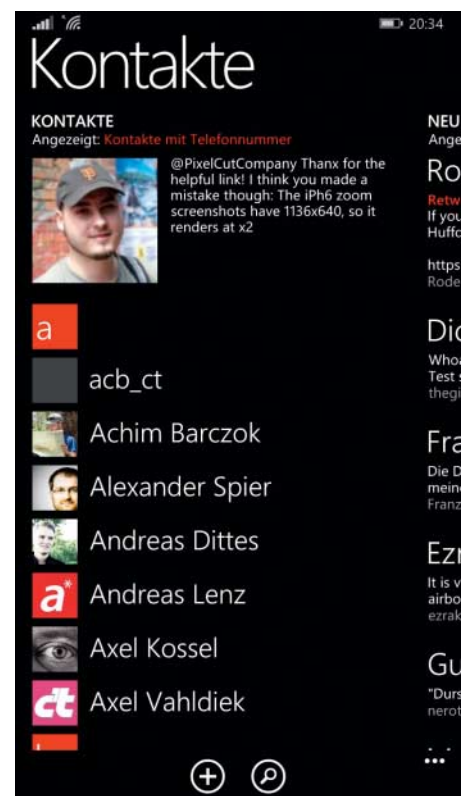 20:34
Kontakte
KONTAKTE
Angezeigt: Kontakte mit Telefonnummer
@PixelCutCompany Thanx for the
helpful link! I think you made a
mistake though: The iPh6 zoom
screenshots have 1136x640, so it
renders at x2
a
acb_ct
Achim Barczok
Alexander Spier
Andreas Dittes
a* Andreas Lenz
Axel Kossel
c't Axel Vahldiek
NEU
Ange
Ro
Retw
If you
Huffo
https
Rode
Dic
Whoa
Test s
thegi
Fra
Die D
meine
Franz
Ezr
It is v
airbo
ezrak
Gu
"Durs
nerot
...